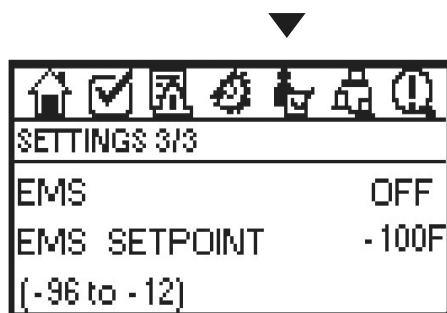 SETTINGS 3/3
EMS OFF
EMS SETPOINT -100F
(-96 to -12)